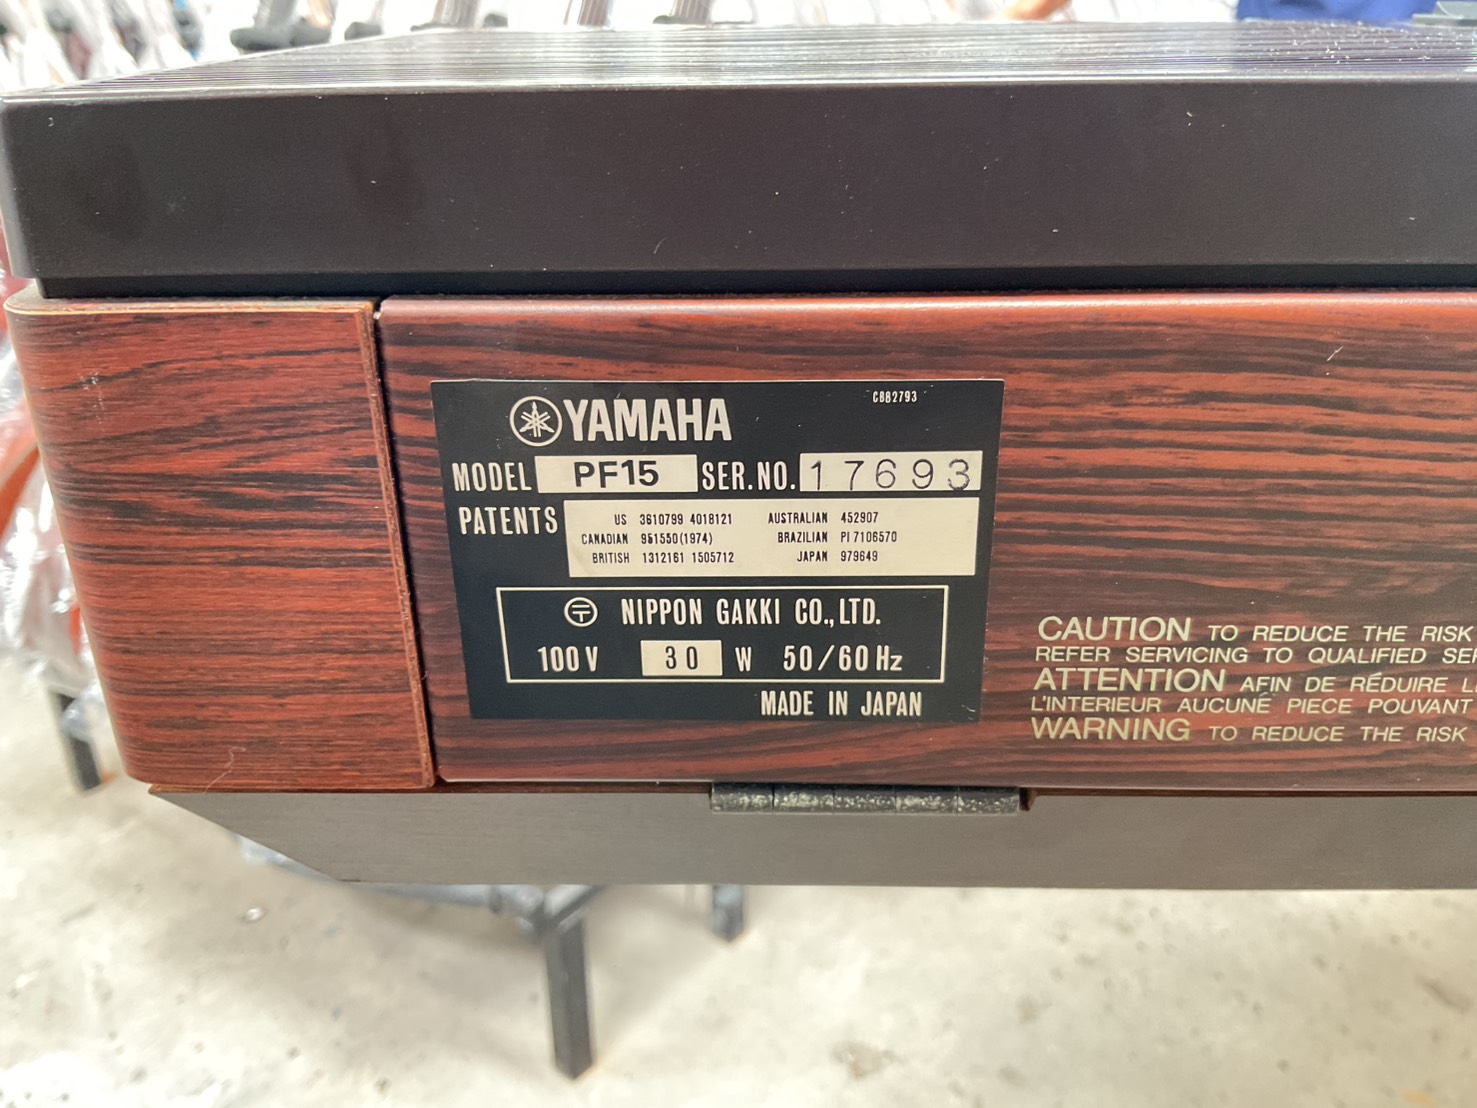 CB82793
YAMAHA
MODEL PF15 SER.NO. 17693
PATENTS
US 3610799 4018121 AUSTRALIAN 452907
CANADIAN 951550(1974) BRAZILIAN PI 7106570
BRITISH 1312161 1505712 JAPAN 979649
NIPPON GAKKI CO.,LTD.
100V 30 W 50/60Hz
MADE IN JAPAN
CAUTION TO REDUCE THE RISK
REFER SERVICING TO QUALIFIED
ATTENTION AFIN DE RÉDUIRE
L'INTERIEUR AUCUNE PIECE POUVANT
WARNING TO REDUCE THE RISK